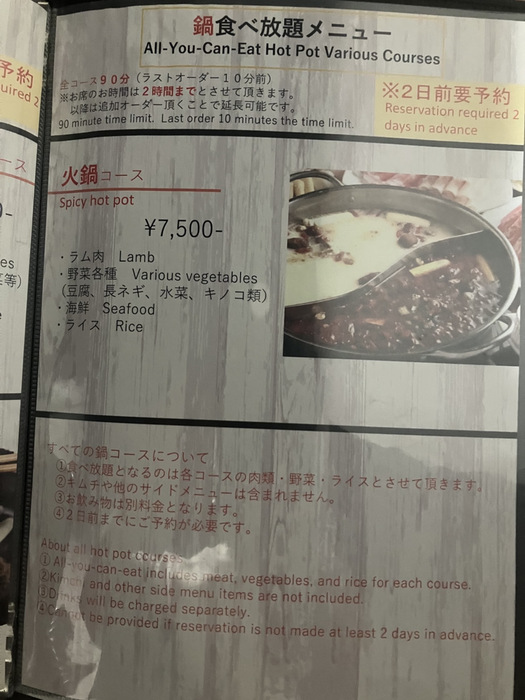 鍋食べ放題メニュー
All-You-Can-Eat Hot Pot Various Courses
全コース90分（ラストオーダー10分前）
※お席のお時間は2時間までとさせて頂きます。
以降は追加オーダー頂くことで延長可能です。
90 minute time limit. Last order 10 minutes the time limit.
※2日前要予約
Reservation required 2
days in advance
火鍋コース
Spicy hot pot
¥7,500-
・ラム肉 Lamb
・野菜各種 Various vegetables
（豆腐、長ネギ、水菜、キノコ類）
・海鮮 Seafood
・ライス Rice
すべての鍋コースについて
①食べ放題となるのは各コースの肉類・野菜・ライスとさせて頂きます。
②キムチや他のサイドメニューは含まれません。
③お飲み物は別料金となります。
④2日前までにご予約が必要です。
About all hot pot courses
① All-you-can-eat includes meat, vegetables, and rice for each course.
②Kimchi and other side menu items are not included.
③Drinks will be charged separately.
④Cannot be provided if reservation is not made at least 2 days in advance.
予約
uired 2
ース
es